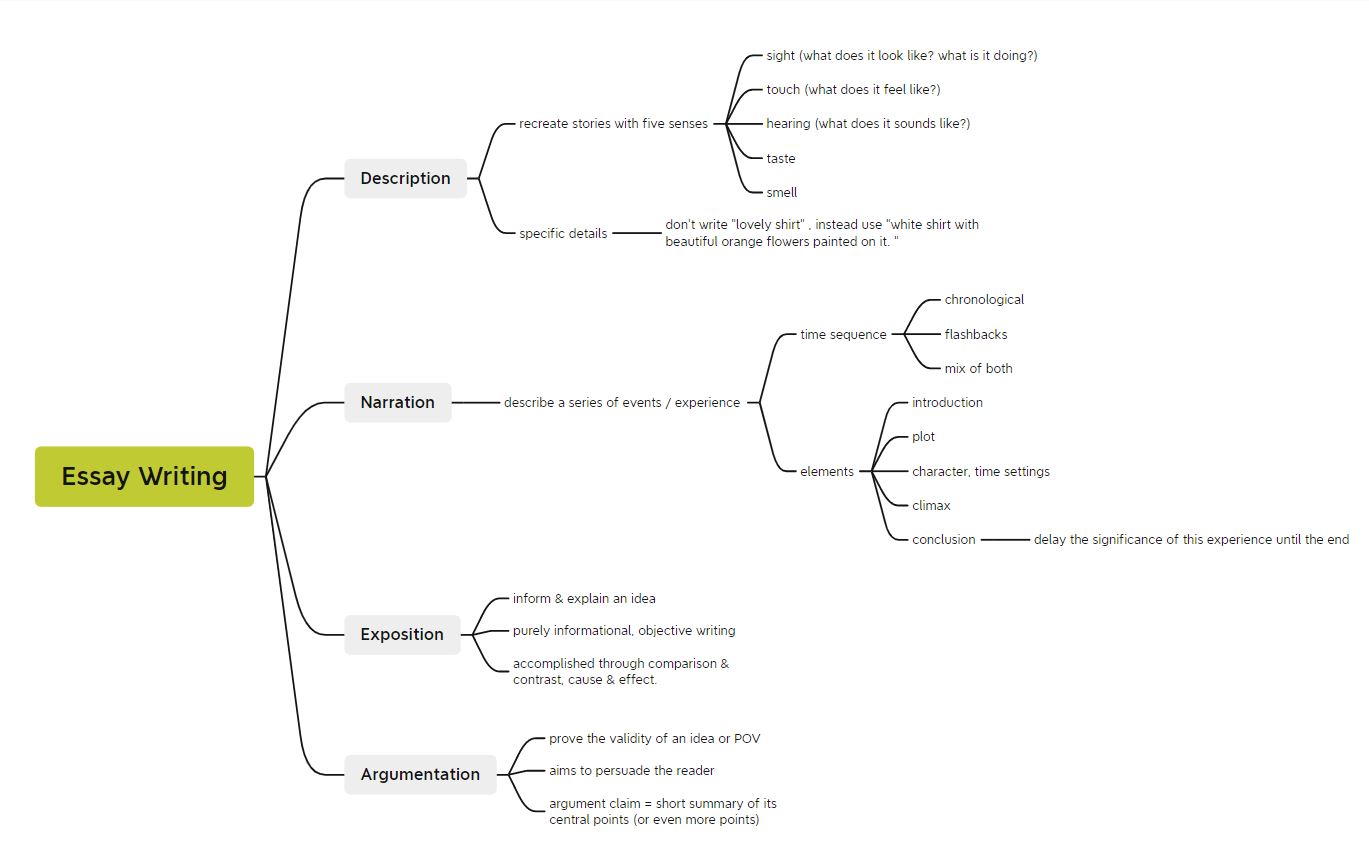 Essay Writing
Description
recreate stories with five senses
sight (what does it look like? what is it doing?)
touch (what does it feel like?)
hearing (what does it sounds like?)
taste
smell
specific details
don't write "lovely shirt" , instead use "white shirt with
beautiful orange flowers painted on it. "
Narration
describe a series of events / experience
time sequence
chronological
flashbacks
mix of both
elements
introduction
plot
character, time settings
climax
conclusion
delay the significance of this experience until the end
Exposition
inform & explain an idea
purely informational, objective writing
accomplished through comparison &
contrast, cause & effect.
Argumentation
prove the validity of an idea or POV
aims to persuade the reader
argument claim = short summary of its
central points (or even more points)